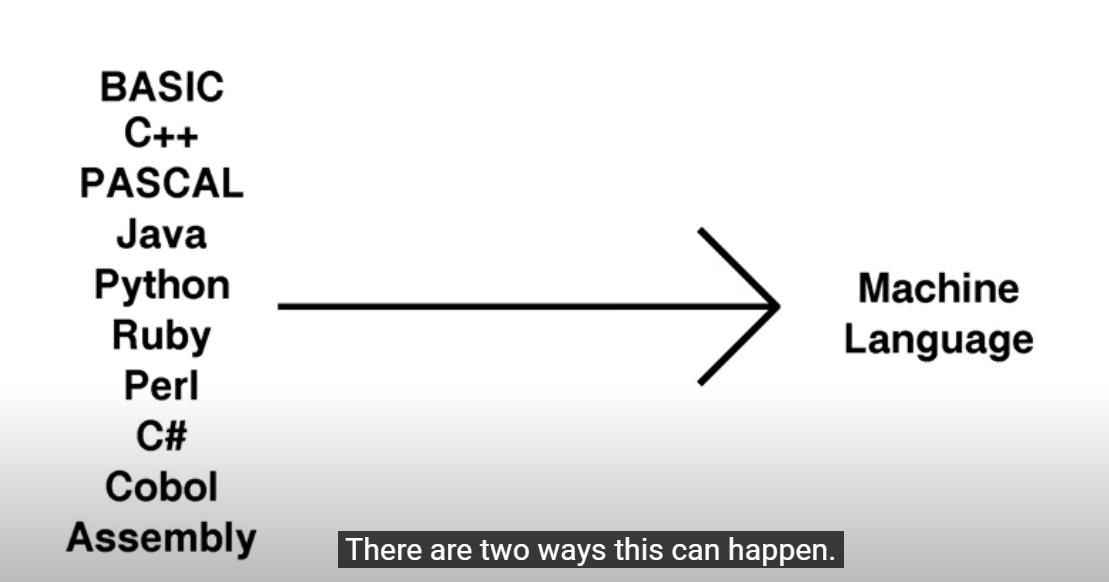 BASIC
C++
PASCAL
Java
Python
Ruby
Perl
C#
Cobol
Assembly
Machine
Language
There are two ways this can happen.